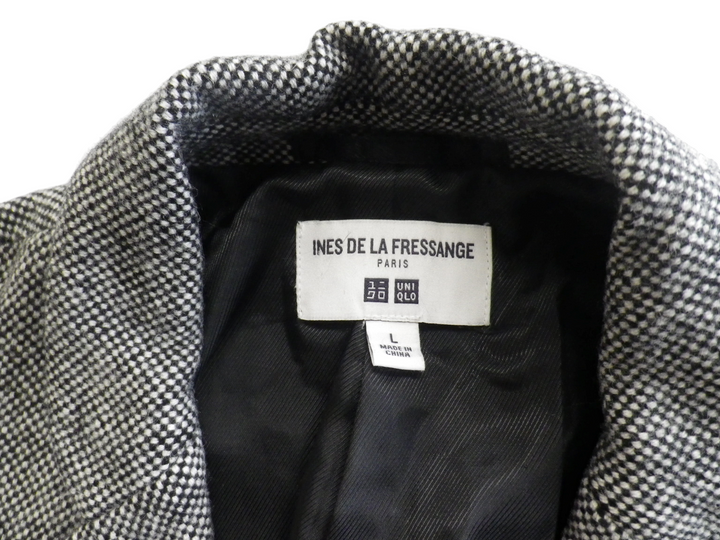 INES DE LA FRESSANGE
PARIS
ユニ UNI
クロ QLO
L
MADE IN
CHINA